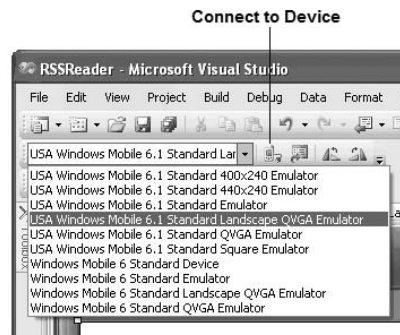 Connect to Device
RSSReader - Microsoft Visual Studio
File Edit View Project Build Debug Data Format
USA Windows Mobile 6.1 Standard Lar
USA Windows Mobile 6.1 Standard 400x240 Emulator
USA Windows Mobile 6.1 Standard 440x240 Emulator
USA Windows Mobile 6.1 Standard Emulator
USA Windows Mobile 6.1 Standard Landscape QVGA Emulator
USA Windows Mobile 6.1 Standard QVGA Emulator
USA Windows Mobile 6.1 Standard Square Emulator
Windows Mobile 6 Standard Device
Windows Mobile 6 Standard Emulator
Windows Mobile 6 Standard Landscape QVGA Emulator
Windows Mobile 6 Standard QVGA Emulator